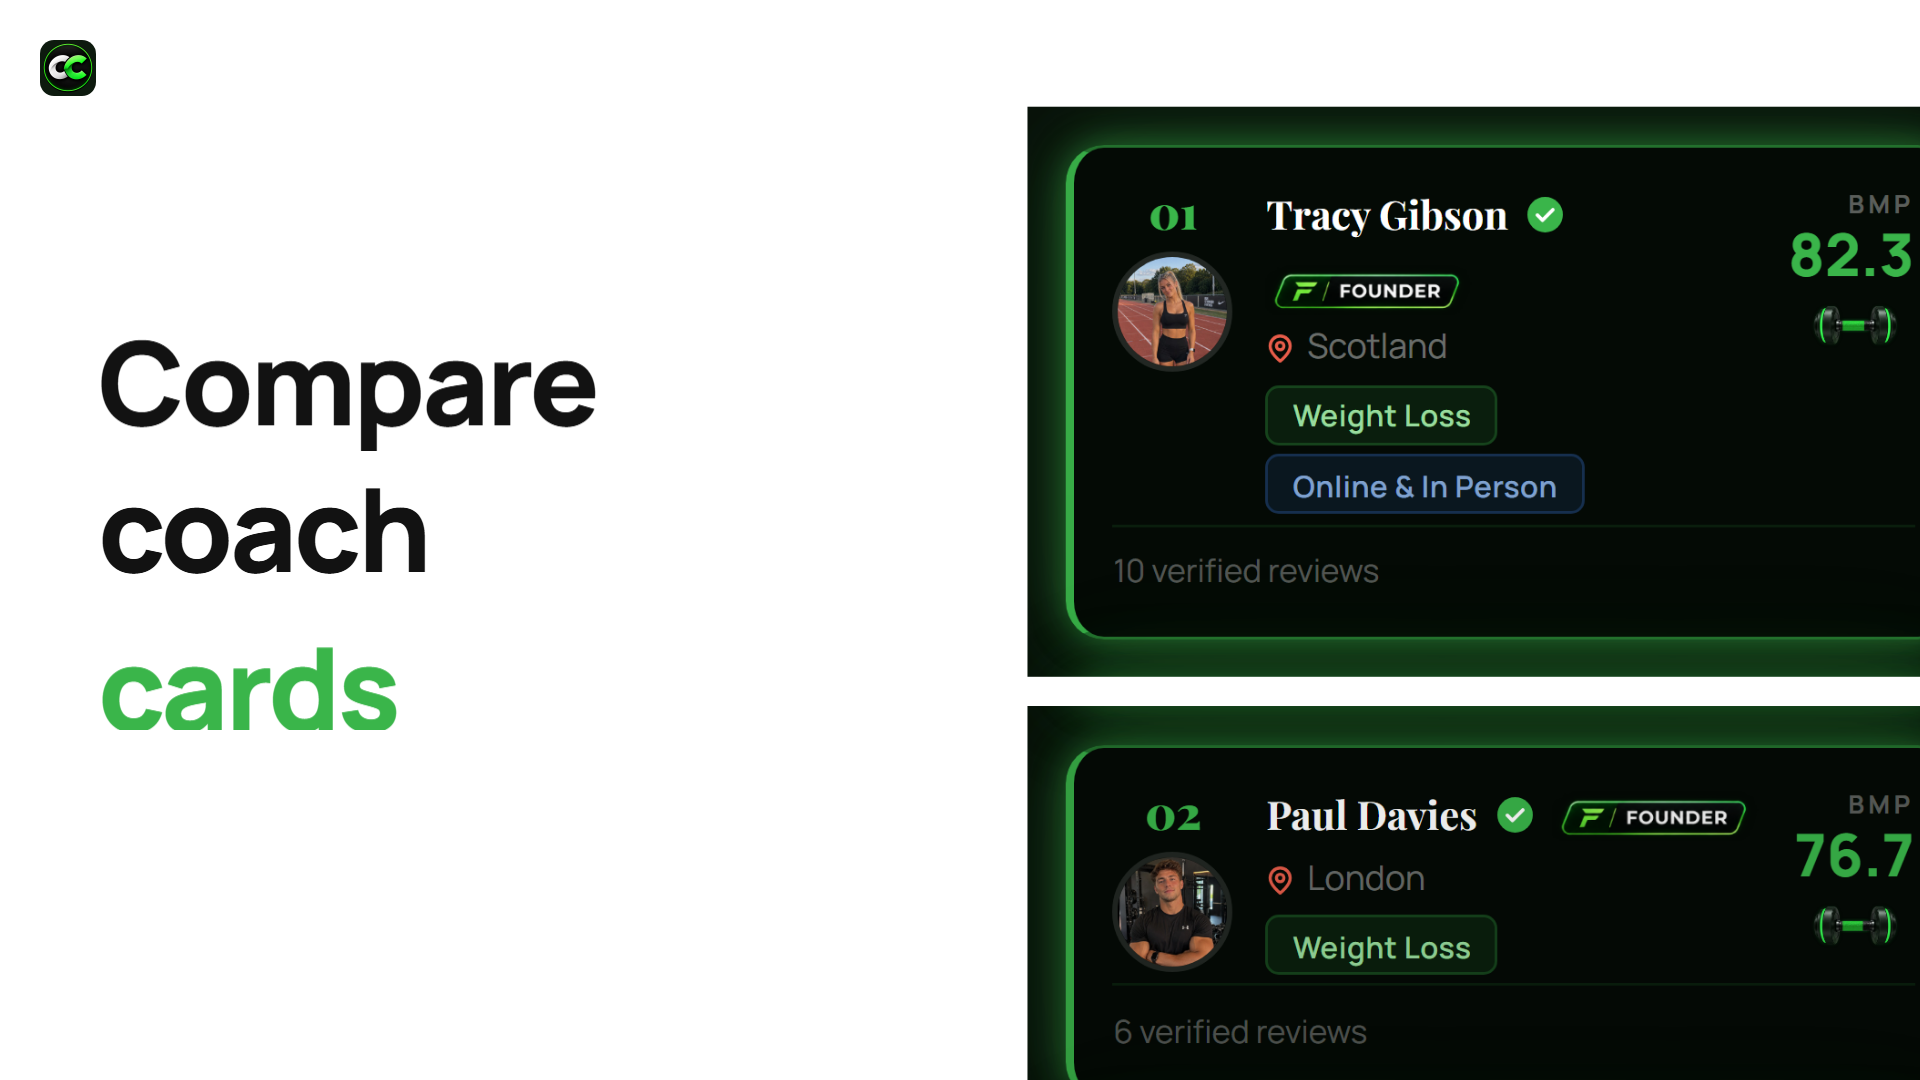 CC
Compare
coach
cards
01
Tracy Gibson
BMP
82.3
F / FOUNDER
Scotland
Weight Loss
Online & In Person
10 verified reviews
02
Paul Davies
F / FOUNDER
BMP
76.7
London
Weight Loss
6 verified reviews